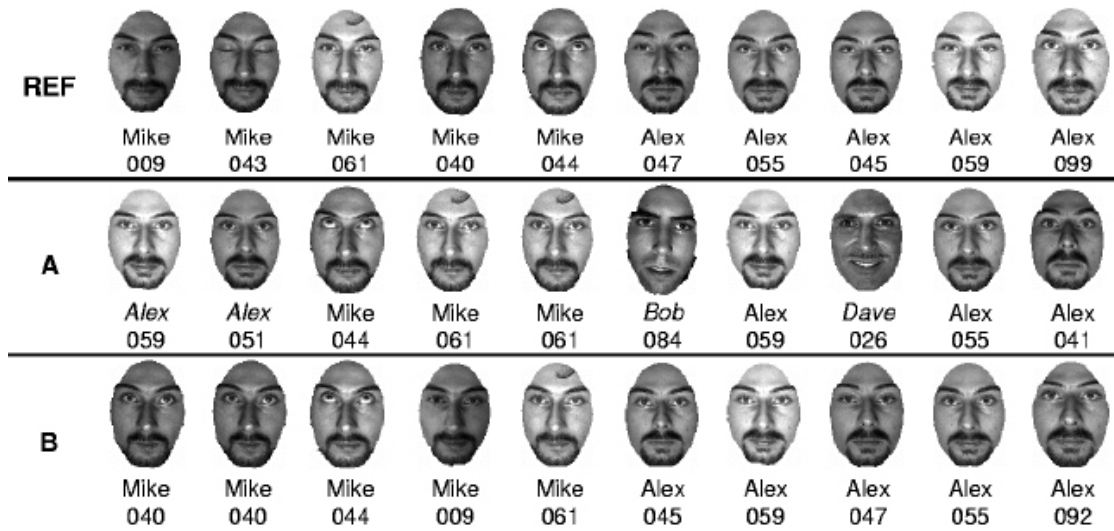 REF
Mike Mike Mike Mike Mike Alex Alex Alex Alex Alex
009 043 061 040 044 047 055 045 059 099
A
Alex Alex Mike Mike Mike Bob Alex Dave Alex Alex
059 051 044 061 061 084 059 026 055 041
B
Mike Mike Mike Mike Mike Alex Alex Alex Alex Alex
040 040 044 009 061 045 059 047 055 092